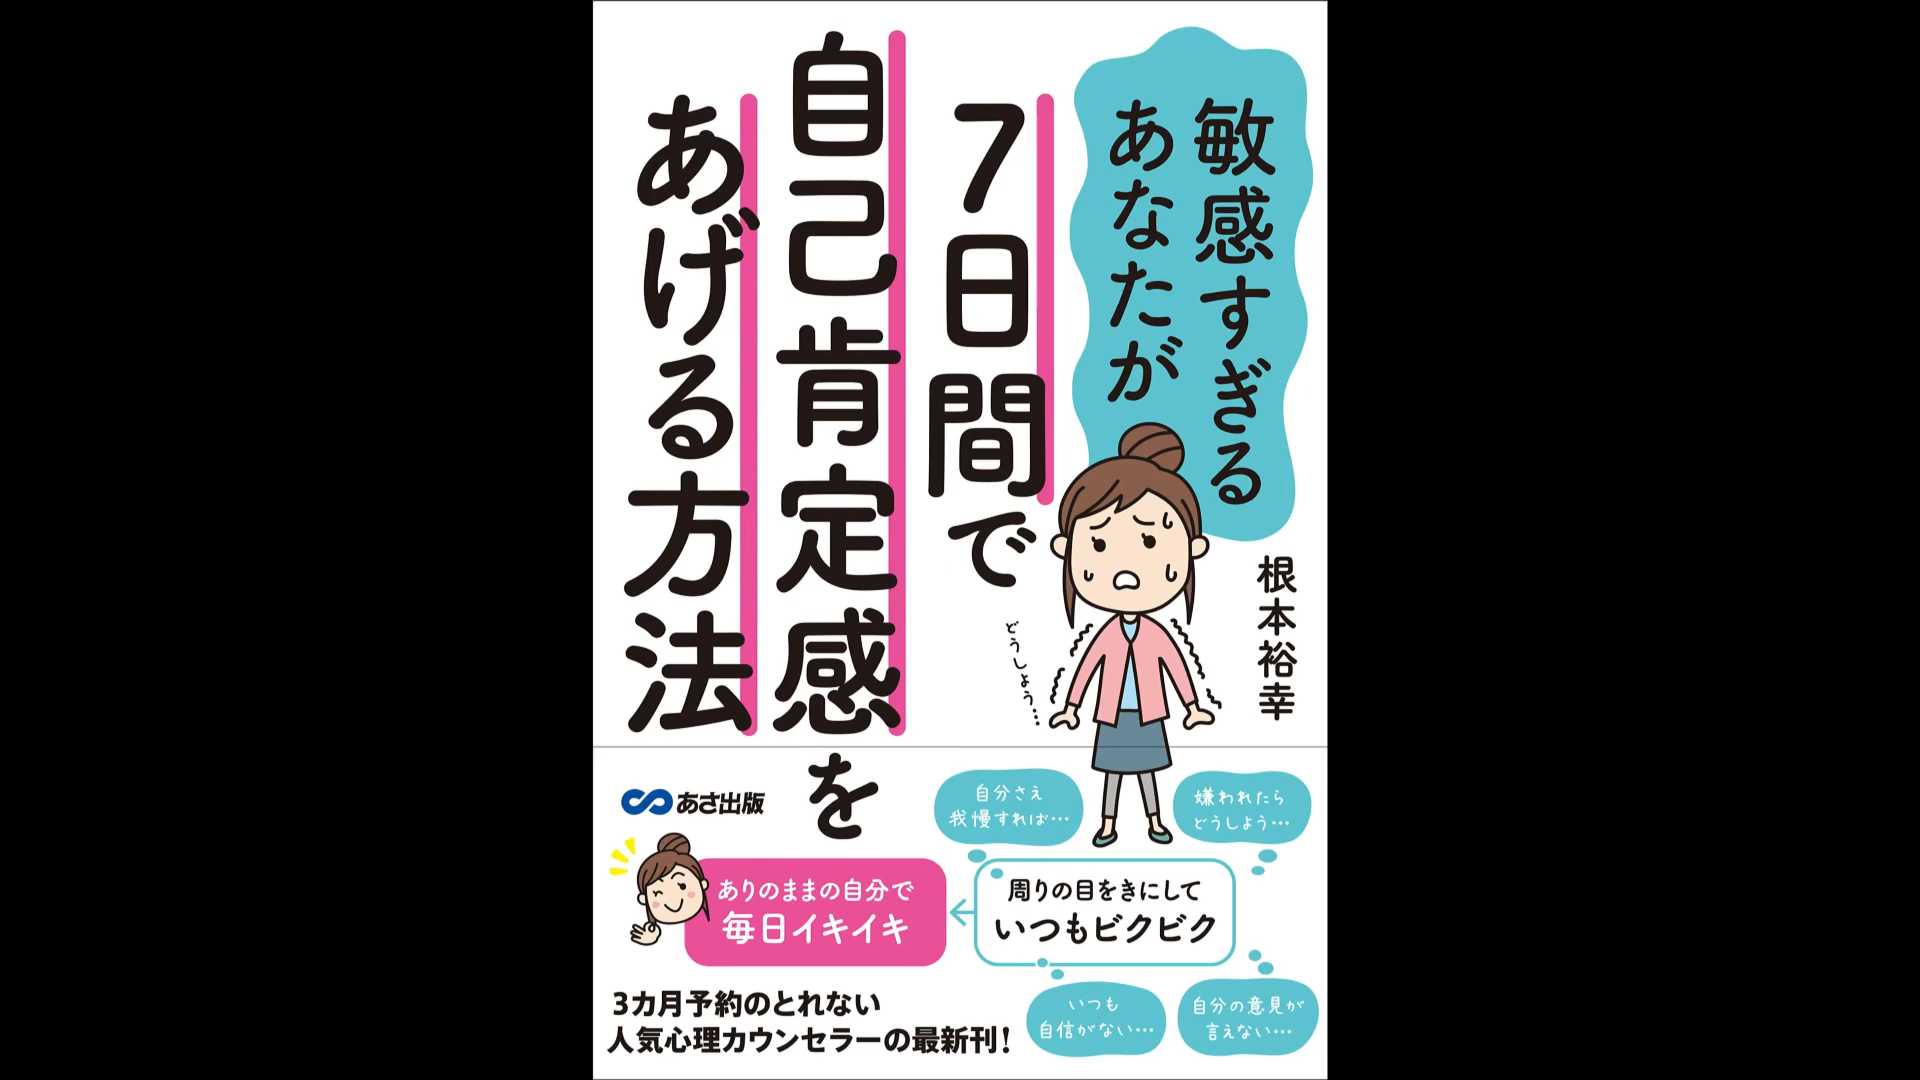 敏感すぎる
あなたが
7日間で
自己肯定感を
あげる方法
根本裕幸
どうしよう…
あさ出版
自分さえ
我慢すれば…
嫌われたら
どうしよう…
周りの目をきにして
いつもビクビク
ありのままの自分で
毎日イキイキ
いつも
自信がない…
自分の意見が
言えない…
3カ月予約のとれない
人気心理カウンセラーの最新刊!